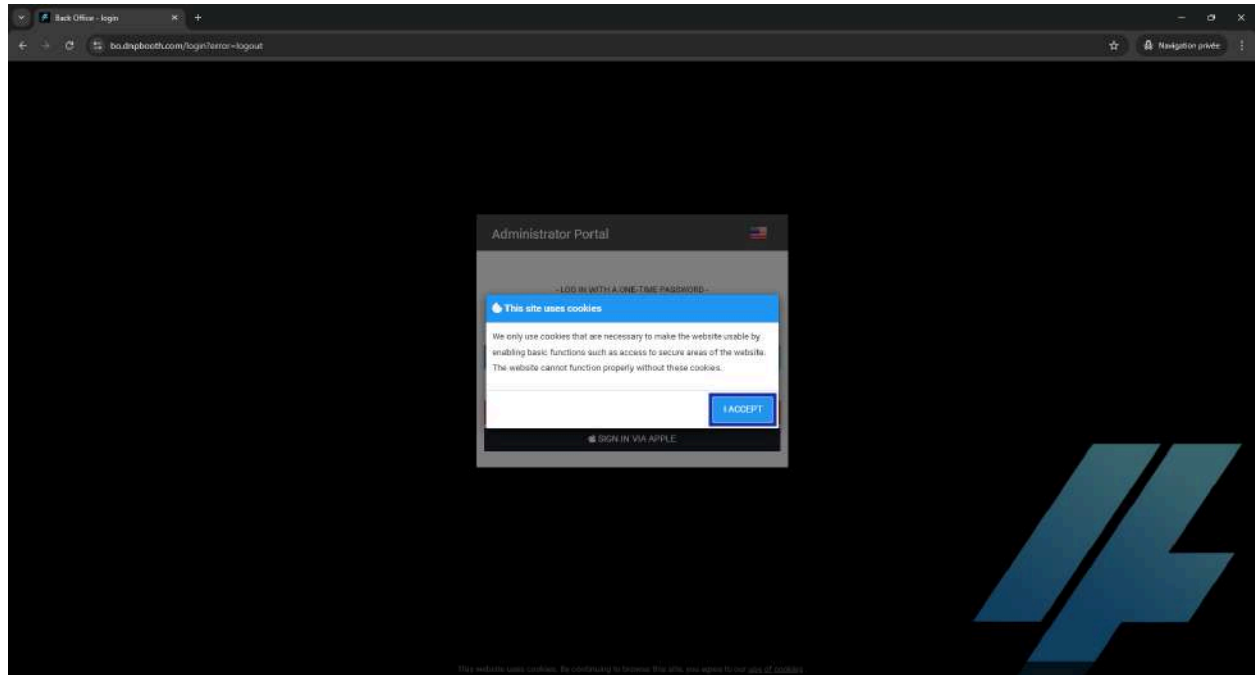 Back Office - login
bo.dnpbooth.com/login?error=logout
Navigation privée
Administrator Portal
- LOG IN WITH A ONE-TIME PASSWORD -
This site uses cookies
We only use cookies that are necessary to make the website usable by
enabling basic functions such as access to secure areas of the website.
The website cannot function properly without these cookies.
I ACCEPT
SIGN IN VIA APPLE
This website uses cookies. By continuing to browse this site, you agree to our use of cookies